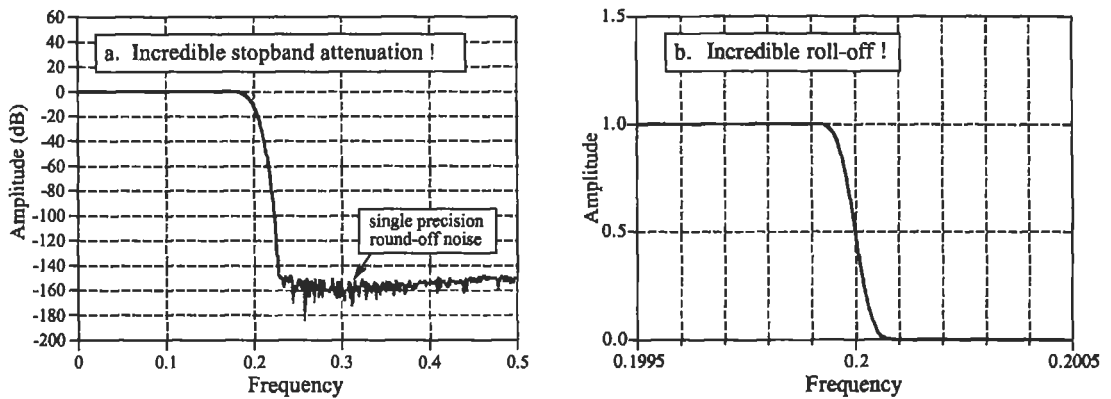 60
40
20
0
-20
-40
-60
-80
-100
-120
-140
-160
-180
-200
Amplitude (dB)
a. Incredible stopband attenuation !
single precision
round-off noise
0 0.1 0.2 0.3 0.4 0.5
Frequency
1.5
1.0
0.5
0.0
Amplitude
b. Incredible roll-off !
0.1995 0.2 0.2005
Frequency